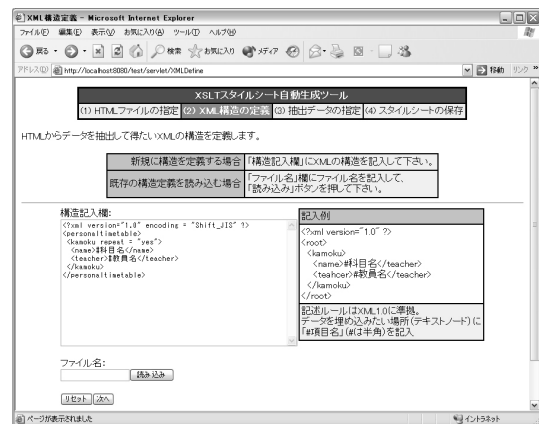 XML構造定義 - Microsoft Internet Explorer
ファイル(F) 編集(E) 表示(V) お気に入り(A) ツール(T) ヘルプ(H)
戻る 検索 お気に入り メディア
アドレス(D) http://localhost:8080/test/servlet/XMLDefine 移動 リンク »
XSLTスタイルシート自動生成ツール
(1) HTMLファイルの指定 (2) XML構造の定義 (3) 抽出データの指定 (4) スタイルシートの保存
HTMLからデータを抽出して得たいXMLの構造を定義します。
新規に構造を定義する場合 「構造記入欄」にXMLの構造を記入して下さい。
既存の構造定義を読み込む場合 「ファイル名」欄にファイル名を記入して、
「読み込み」ボタンを押して下さい。
構造記入欄:
<?xml version="1.0" encoding = "Shift_JIS" ?>
<personaltimetable>
<kamoku repeat = "yes">
<name>#科目名</name>
<teacher>#教員名</teacher>
</kamoku>
</personaltimetable>
記入例
<?xml version="1.0" ?>
<root>
<kamoku>
<name>#科目名</teacher>
<teahcer>#教員名</teacher>
</kamoku>
</root>
記述ルールはXML1.0に準拠。
データを埋め込みたい場所(テキストノード)に
「#項目名」(#は半角)を記入
ファイル名:
読み込み
リセット 次へ
ページが表示されました イントラネット